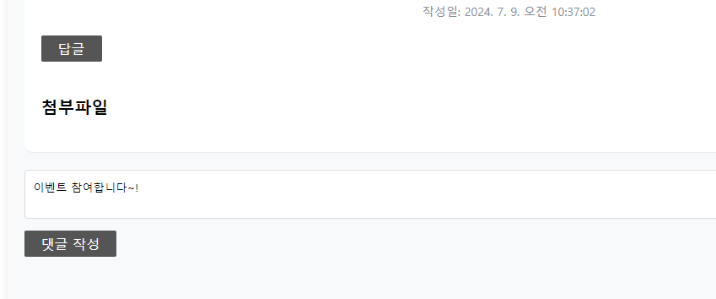 작성일: 2024. 7. 9. 오전 10:37:02
답글
첨부파일
이벤트 참여합니다~!
댓글 작성